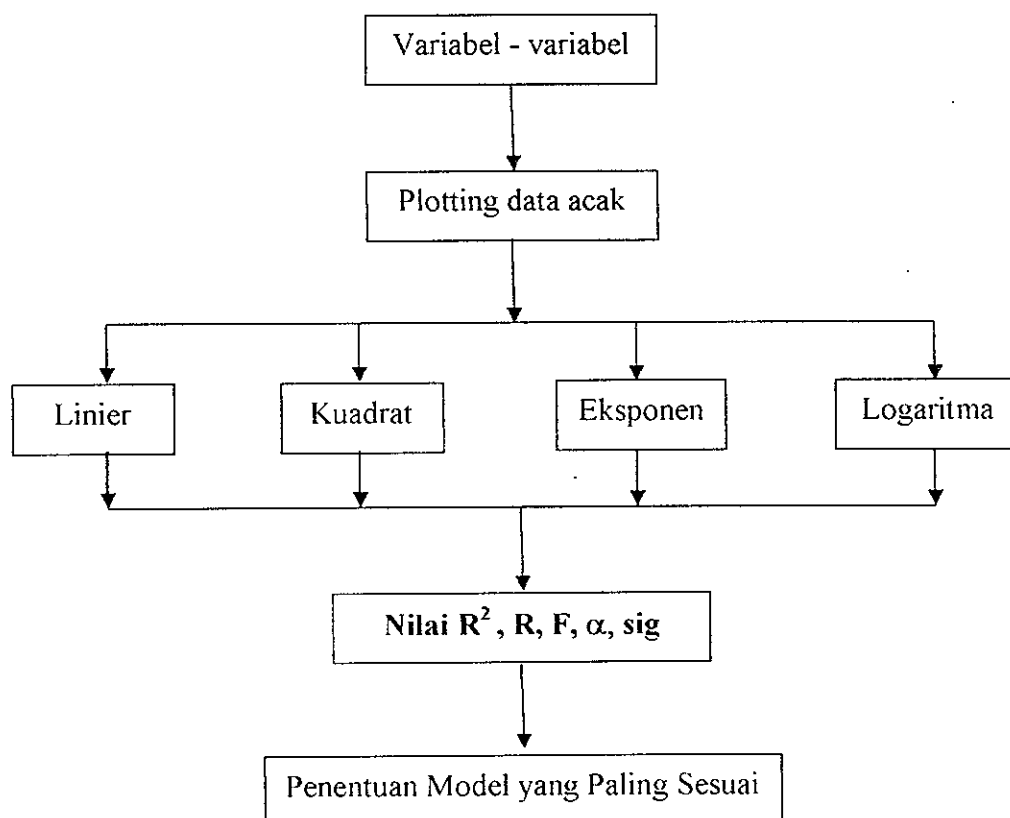 Variabel - variabel
Plotting data acak
Linier
Kuadrat
Eksponen
Logaritma
Nilai R², R, F, α, sig
Penentuan Model yang Paling Sesuai